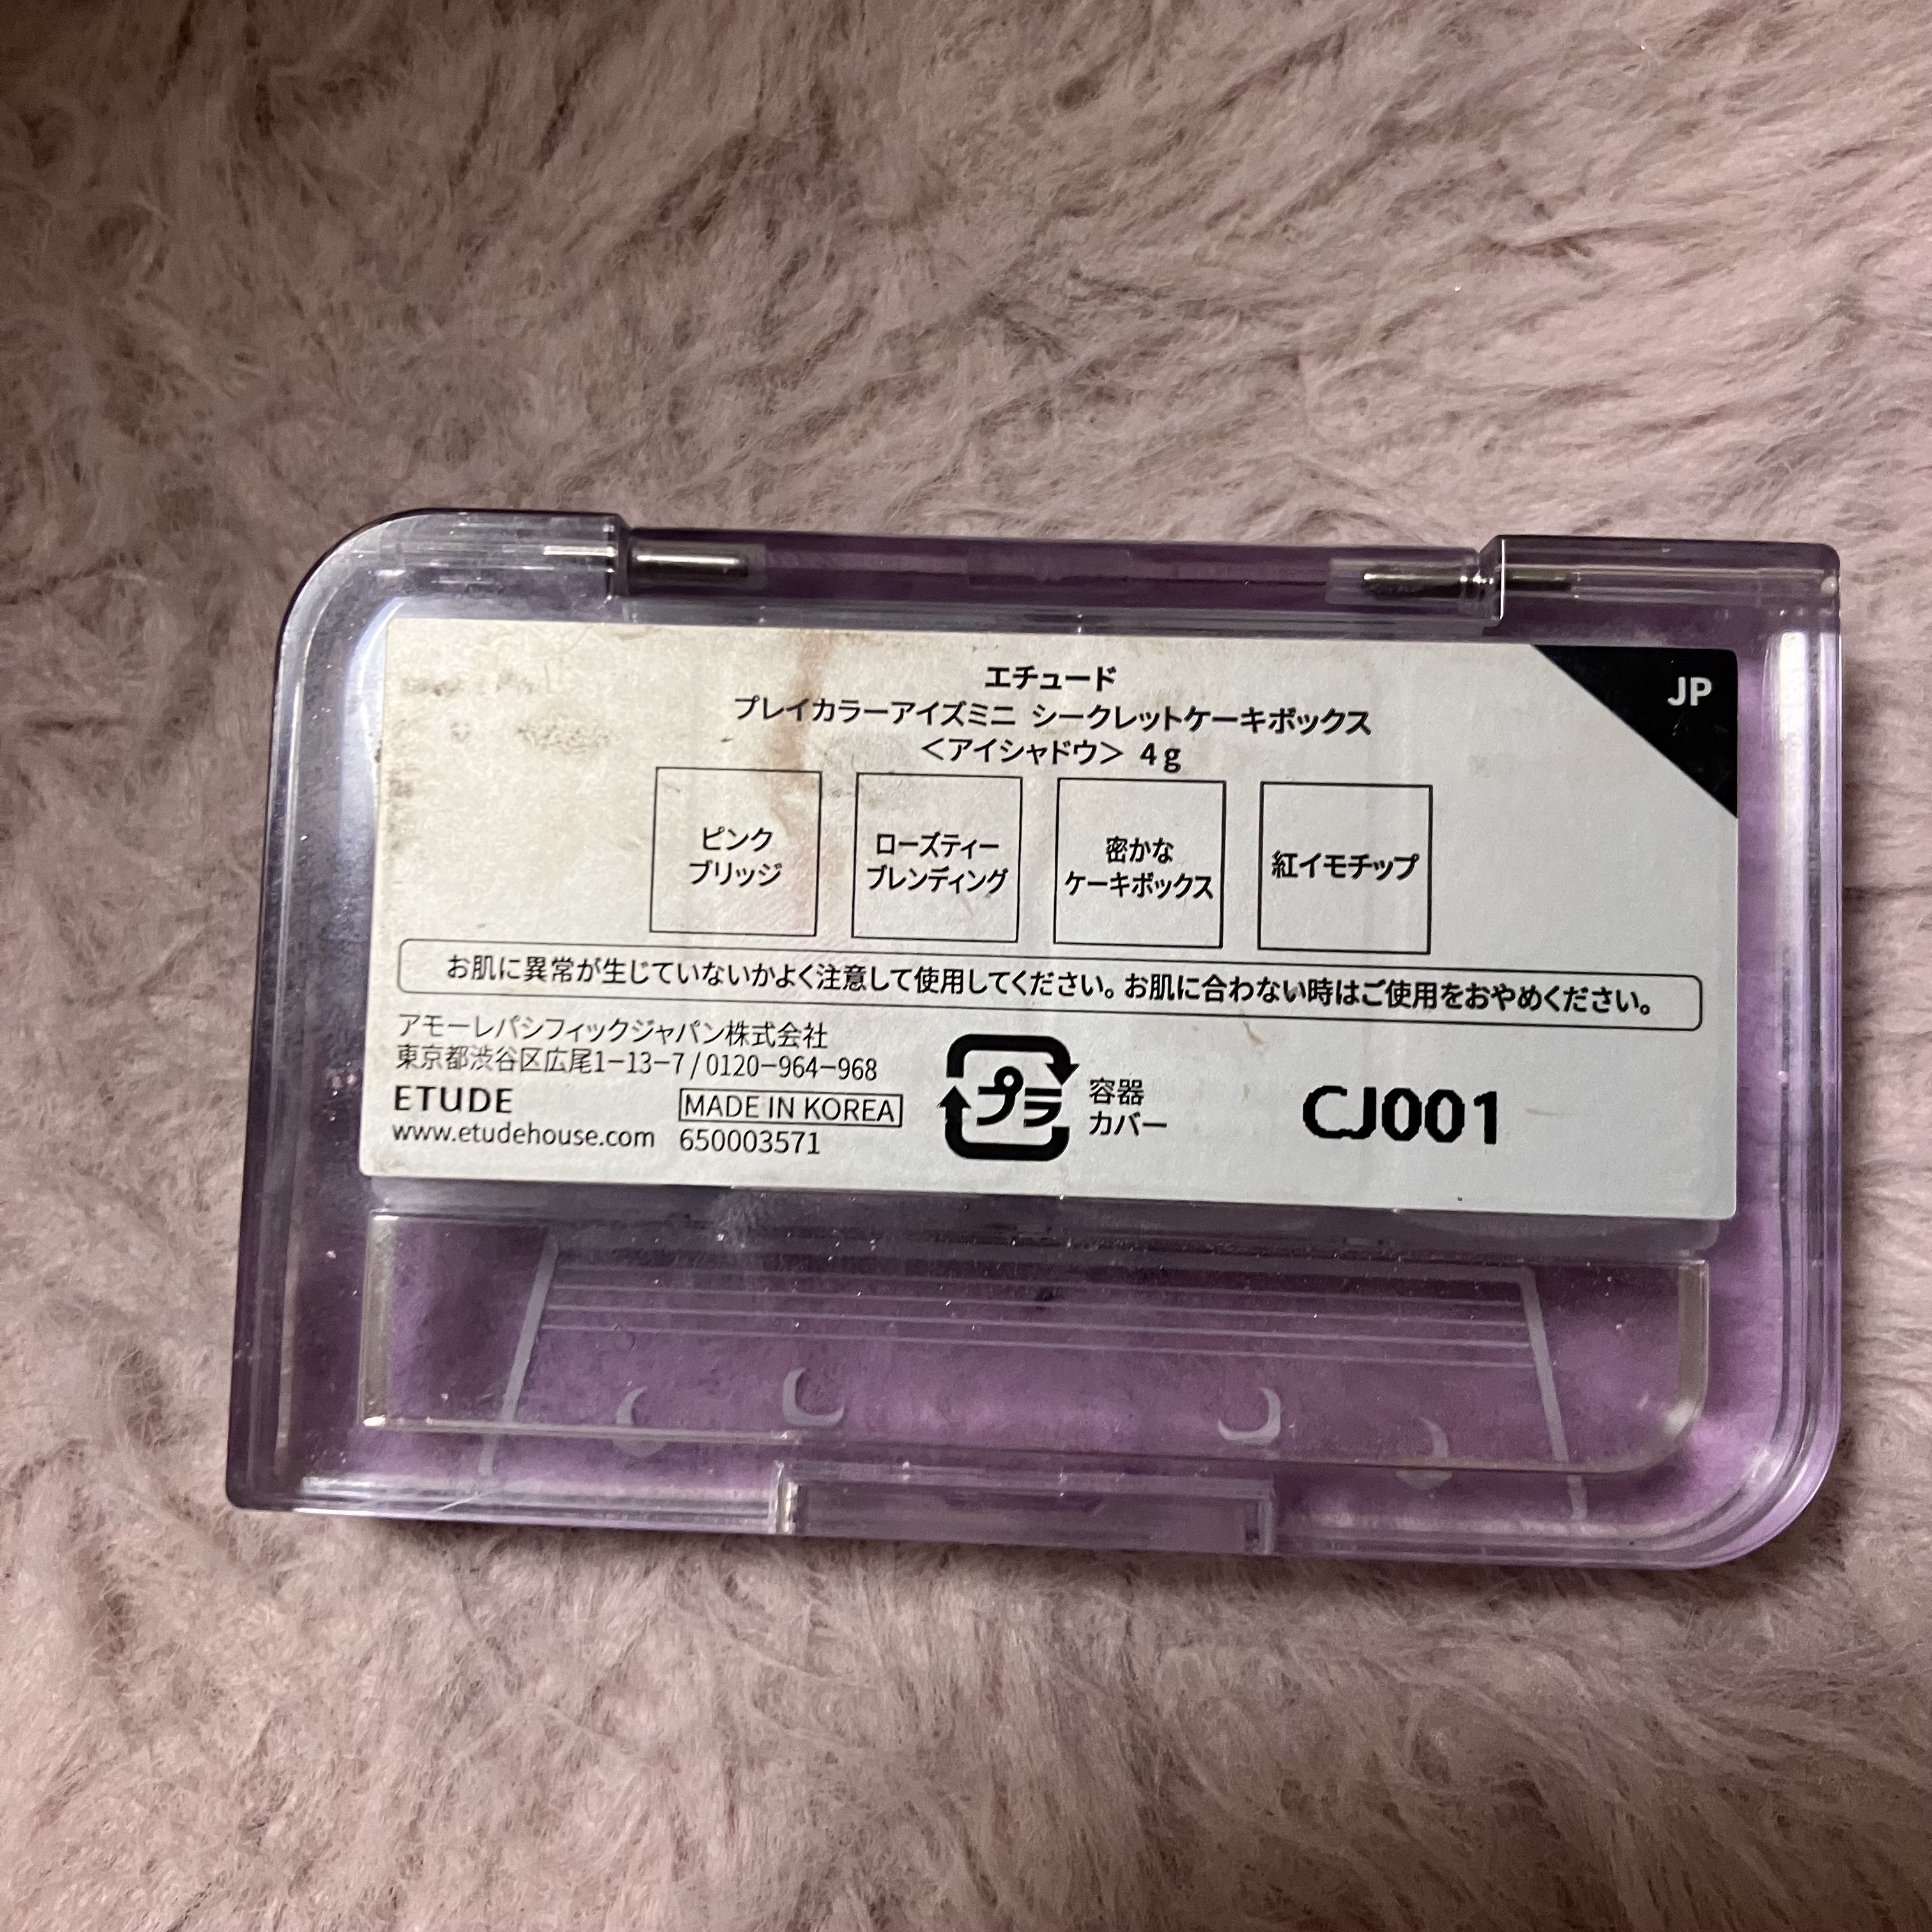 JP
エチュード
プレイカラーアイズミニ シークレットケーキボックス
＜アイシャドウ＞ 4g
ピンク
ブリッジ
ローズティー
ブレンディング
密かな
ケーキボックス
紅イモチップ
お肌に異常が生じていないかよく注意して使用してください。お肌に合わない時はご使用をおやめください。
アモーレパシフィックジャパン株式会社
東京都渋谷区広尾1−13−7 / 0120−964−968
ETUDE
www.etudehouse.com
MADE IN KOREA
650003571
プラ
容器
カバー
CJ001